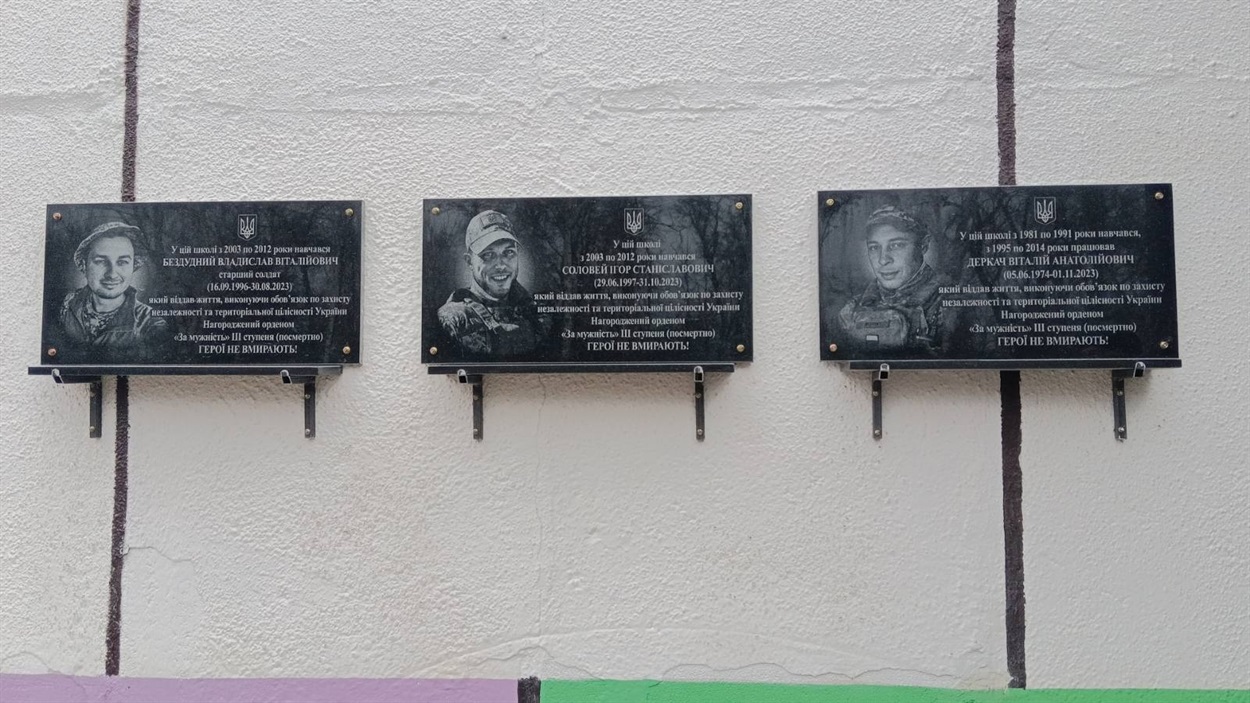 У цій школі з 2003 по 2012 роки навчався
БЕЗДУДНИЙ ВЛАДИСЛАВ ВІТАЛІЙОВИЧ
старший солдат
(16.09.1996-30.08.2023)
який віддав життя, виконуючи обов'язок по захисту
незалежності та територіальної цілісності України
Нагороджений орденом
«За мужність» III ступеня (посмертно)
ГЕРОЇ НЕ ВМИРАЮТЬ!
У цій школі
з 2003 по 2012 роки навчався
СОЛОВЕЙ ІГОР СТАНІСЛАВОВИЧ
(29.06.1997-31.10.2023)
який віддав життя, виконуючи обов'язок по захисту
незалежності та територіальної цілісності України
Нагороджений орденом
«За мужність» III ступеня (посмертно)
ГЕРОЇ НЕ ВМИРАЮТЬ!
У цій школі з 1981 по 1991 роки навчався,
з 1995 по 2014 роки працював
ДЕРКАЧ ВІТАЛІЙ АНАТОЛІЙОВИЧ
(05.06.1974-01.11.2023)
який віддав життя, виконуючи обов'язок по захисту
незалежності та територіальної цілісності України
Нагороджений орденом
«За мужність» III ступеня (посмертно)
ГЕРОЇ НЕ ВМИРАЮТЬ!